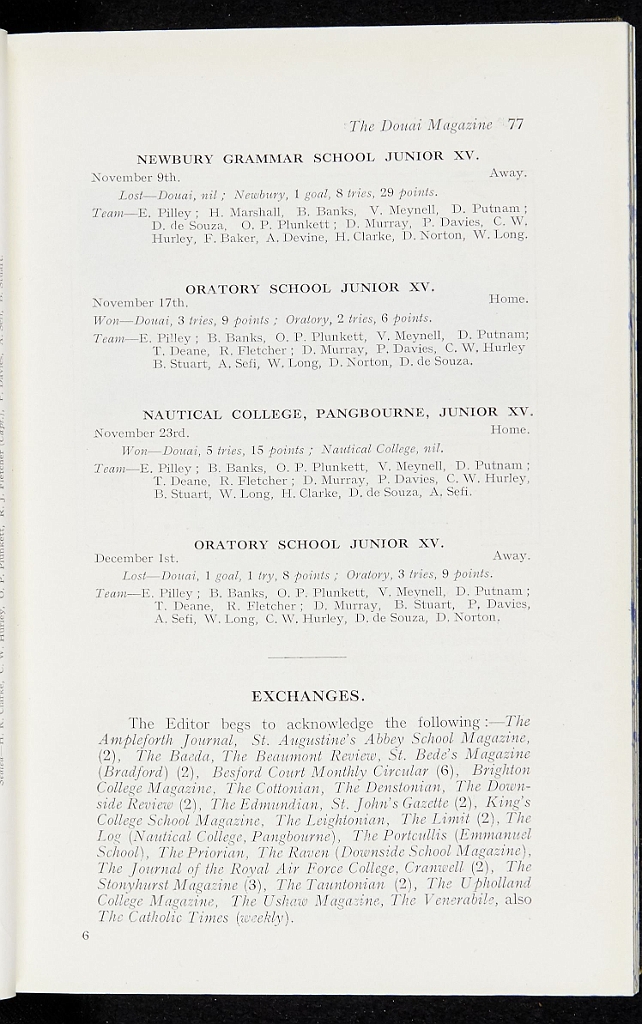 The Douai Magazine 77
NEWBURY GRAMMAR SCHOOL JUNIOR XV.
November 9th. Away.
Lost—Douai, nil ; Newbury, 1 goal, 8 tries, 29 points.
Team—E. Pilley ; H. Marshall, B. Banks, V. Meynell, D. Putnam ;
D. de Souza, O. P. Plunkett ; D. Murray, P. Davies, C. W.
Hurley, F. Baker, A. Devine, H. Clarke, D. Norton, W. Long.
ORATORY SCHOOL JUNIOR XV.
November 17th. Home.
Won—Douai, 3 tries, 9 points ; Oratory, 2 tries, 6 points.
Team—E. Pilley ; B. Banks, O. P. Plunkett, V. Meynell, D. Putnam;
T. Deane, R. Fletcher ; D. Murray, P. Davies, C. W. Hurley
B. Stuart, A. Sefi, W. Long, D. Norton, D. de Souza.
NAUTICAL COLLEGE, PANGBOURNE, JUNIOR XV.
November 23rd. Home.
Won—Douai, 5 tries, 15 points ; Nautical College, nil.
Team—E. Pilley ; B. Banks, O. P. Plunkett, V. Meynell, D. Putnam ;
T. Deane, R. Fletcher ; D. Murray, P. Davies, C. W. Hurley,
B. Stuart, W. Long, H. Clarke, D. de Souza, A. Sefi.
ORATORY SCHOOL JUNIOR XV.
December 1st. Away.
Lost—Douai, 1 goal, 1 try, 8 points ; Oratory, 3 tries, 9 points.
Team—E. Pilley ; B. Banks, O. P. Plunkett, V. Meynell, D. Putnam ;
T. Deane, R. Fletcher ; D. Murray, B. Stuart, P. Davies,
A. Sefi, W. Long, C. W. Hurley, D. de Souza, D. Norton.
EXCHANGES.
The Editor begs to acknowledge the following :—The
Ampleforth Journal, St. Augustine's Abbey School Magazine,
(2), The Baeda, The Beaumont Review, St. Bede's Magazine
(Bradford) (2), Besford Court Monthly Circular (6), Brighton
College Magazine, The Cottonian, The Denstonian, The Down-
side Review (2), The Edmundian, St. John's Gazette (2), King's
College School Magazine, The Leightonian, The Limit (2), The
Log (Nautical College, Pangbourne), The Portcullis (Emmanuel
School), The Priorian, The Raven (Downside School Magazine),
The Journal of the Royal Air Force College, Cranwell (2), The
Stonyhurst Magazine (3), The Tauntonian (2), The Upholland
College Magazine, The Ushaw Magazine, The Venerabile, also
The Catholic Times (weekly).
6